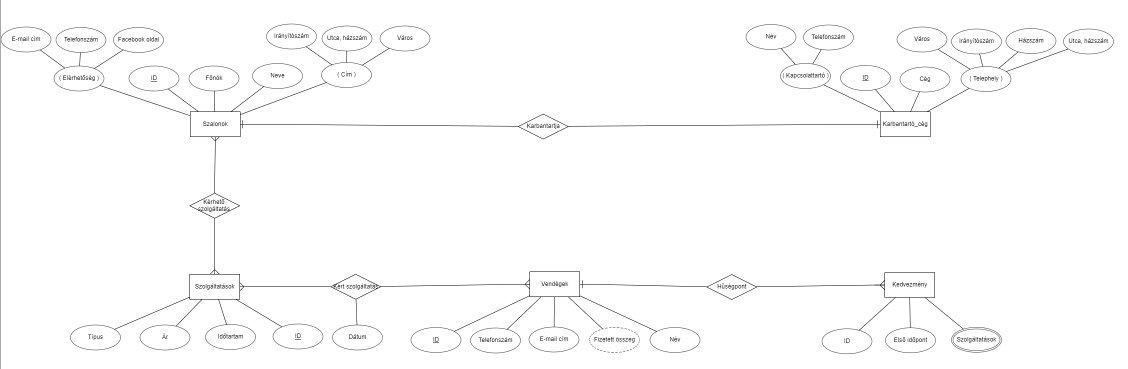 E-mail cím
Telefonszám
Facebook oldal
Irányítószám
Utca, házszám
Város
Név
Telefonszám
Város
Irányítószám
Házszám
Utca, házszám
( Elérhetőség )
ID
Főnök
Neve
( Cím )
( Kapcsolattartó )
ID
Cég
( Telephely )
Szalonok
Karbantartja
Karbantartó_cég
Kérhető
szolgáltatás
Szolgáltatások
Kért szolgáltatás
Vendégek
Hűségpont
Kedvezmény
Típus
Ár
Időtartam
ID
Dátum
ID
Telefonszám
E-mail cím
Fizetett összeg
Név
ID
Első időpont
Szolgáltatások